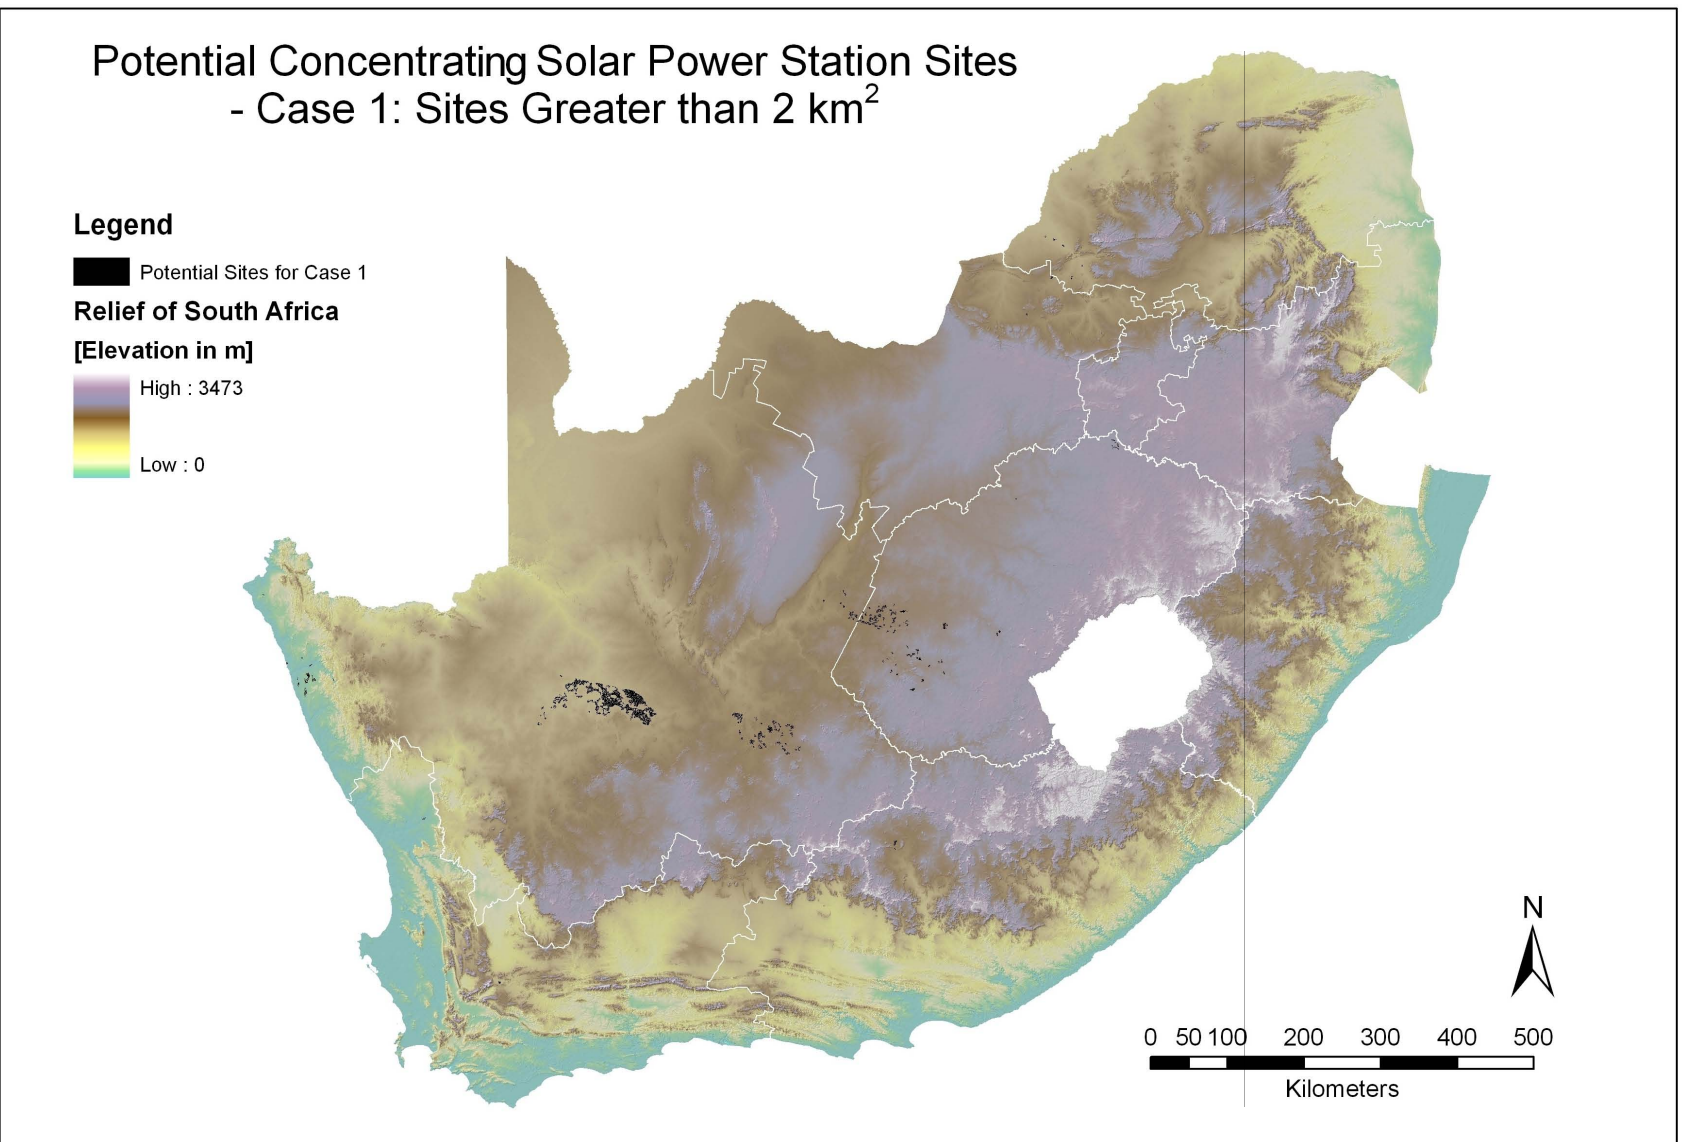 Potential Concentrating Solar Power Station Sites
- Case 1: Sites Greater than 2 km²
Legend
Potential Sites for Case 1
Relief of South Africa
[Elevation in m]
High : 3473
Low : 0
N
0 50 100 200 300 400 500
Kilometers